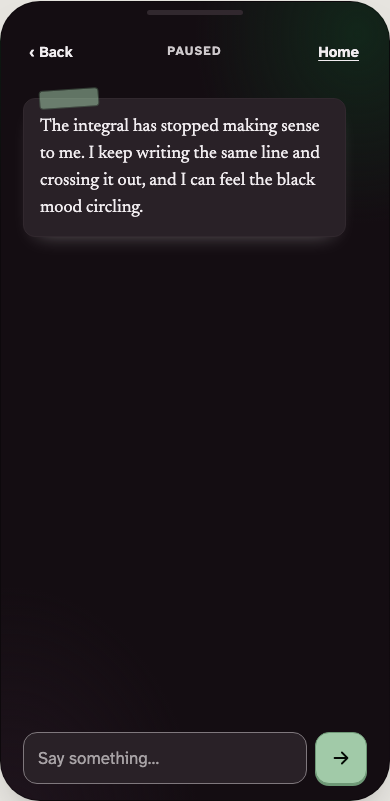 ‹ Back
PAUSED
Home
The integral has stopped making sense
to me. I keep writing the same line and
crossing it out, and I can feel the black
mood circling.
Say something...